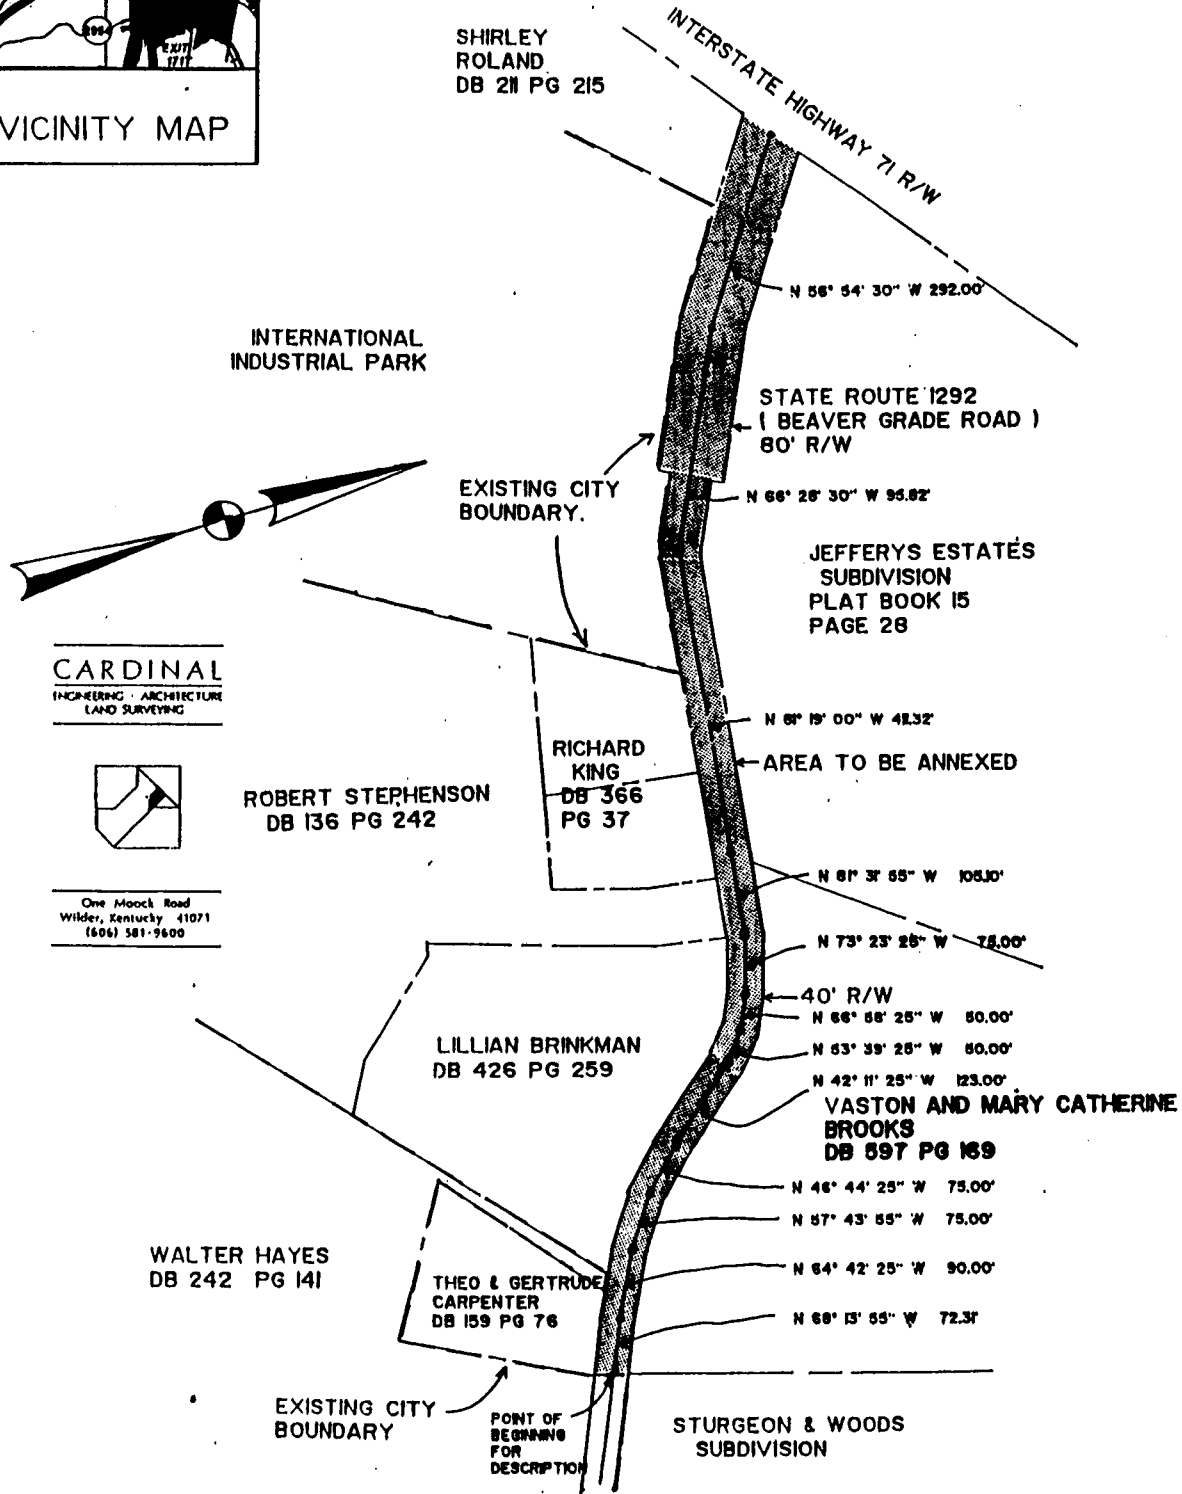 2954
EXIT
171
VICINITY MAP
SHIRLEY
ROLAND
DB 211 PG 215
INTERSTATE HIGHWAY 71 R/W
N 56° 54' 30" W 292.00'
INTERNATIONAL
INDUSTRIAL PARK
STATE ROUTE 1292
( BEAVER GRADE ROAD )
80' R/W
EXISTING CITY
BOUNDARY.
N 66° 26' 30" W 95.82'
JEFFERYS ESTATES
SUBDIVISION
PLAT BOOK 15
PAGE 28
CARDINAL
ENGINEERING · ARCHITECTURE
LAND SURVEYING
N 81° 19' 00" W 411.32'
RICHARD
KING
DB 366
PG 37
AREA TO BE ANNEXED
ROBERT STEPHENSON
DB 136 PG 242
N 81° 31' 55" W 105.10'
One Moock Road
Wilder, Kentucky 41071
(606) 581-9600
N 73° 23' 25" W 75.00'
40' R/W
N 66° 58' 25" W 50.00'
LILLIAN BRINKMAN
DB 426 PG 259
N 53° 39' 25" W 50.00'
N 42° 11' 25" W 123.00'
VASTON AND MARY CATHERINE
BROOKS
DB 597 PG 169
N 46° 44' 25" W 75.00'
N 57° 43' 55" W 75.00'
WALTER HAYES
DB 242 PG 141
N 64° 42' 25" W 90.00'
THEO & GERTRUDE
CARPENTER
DB 159 PG 76
N 68° 13' 55" W 72.31'
EXISTING CITY
BOUNDARY
POINT OF
BEGINNING
FOR
DESCRIPTION
STURGEON & WOODS
SUBDIVISION